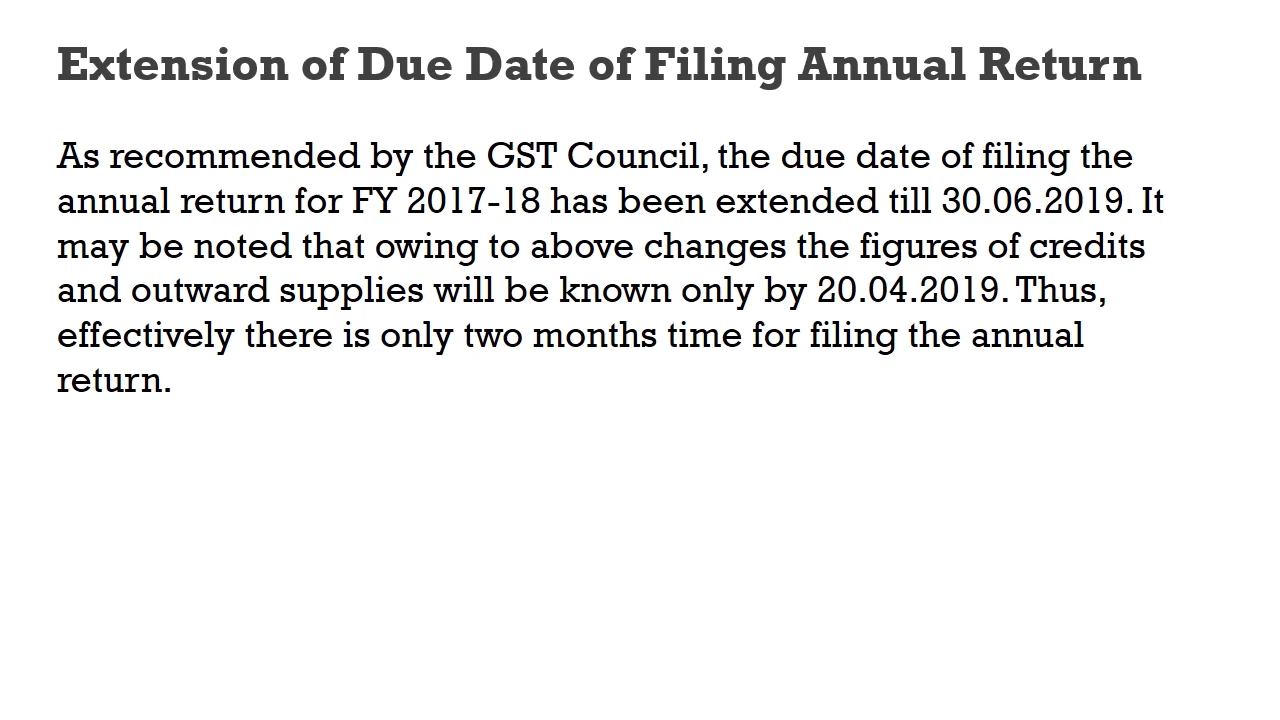 Extension of Due Date of Filing Annual Return
As recommended by the GST Council, the due date of filing the
annual return for FY 2017-18 has been extended till 30.06.2019. It
may be noted that owing to above changes the figures of credits
and outward supplies will be known only by 20.04.2019. Thus,
effectively there is only two months time for filing the annual
return.